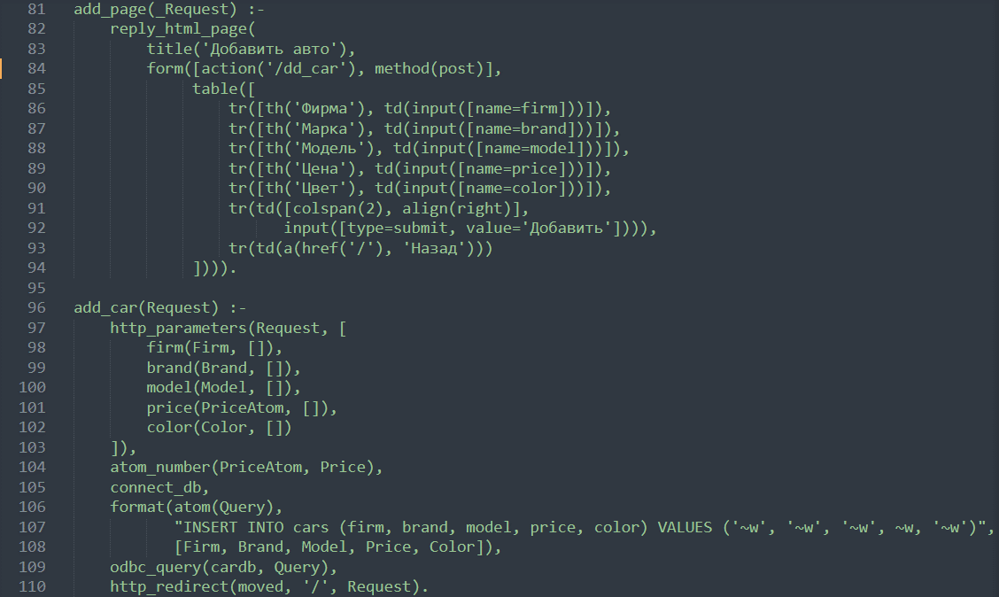 81 add_page(_Request) :-
82     reply_html_page(
83         title('Добавить авто'),
84         form([action('/dd_car'), method(post)],
85              table([
86                  tr([th('Фирма'), td(input([name=firm]))]),
87                  tr([th('Марка'), td(input([name=brand]))]),
88                  tr([th('Модель'), td(input([name=model]))]),
89                  tr([th('Цена'), td(input([name=price]))]),
90                  tr([th('Цвет'), td(input([name=color]))]),
91                  tr(td([colspan(2), align(right)],
92                        input([type=submit, value='Добавить']))),
93                  tr(td(a(href('/'), 'Назад')))
94              ]))).
95
96 add_car(Request) :-
97     http_parameters(Request, [
98         firm(Firm, []),
99         brand(Brand, []),
100         model(Model, []),
101         price(PriceAtom, []),
102         color(Color, [])
103     ]),
104     atom_number(PriceAtom, Price),
105     connect_db,
106     format(atom(Query),
107            "INSERT INTO cars (firm, brand, model, price, color) VALUES ('~w', '~w', '~w', ~w, '~w')",
108            [Firm, Brand, Model, Price, Color]),
109     odbc_query(cardb, Query),
110     http_redirect(moved, '/', Request).